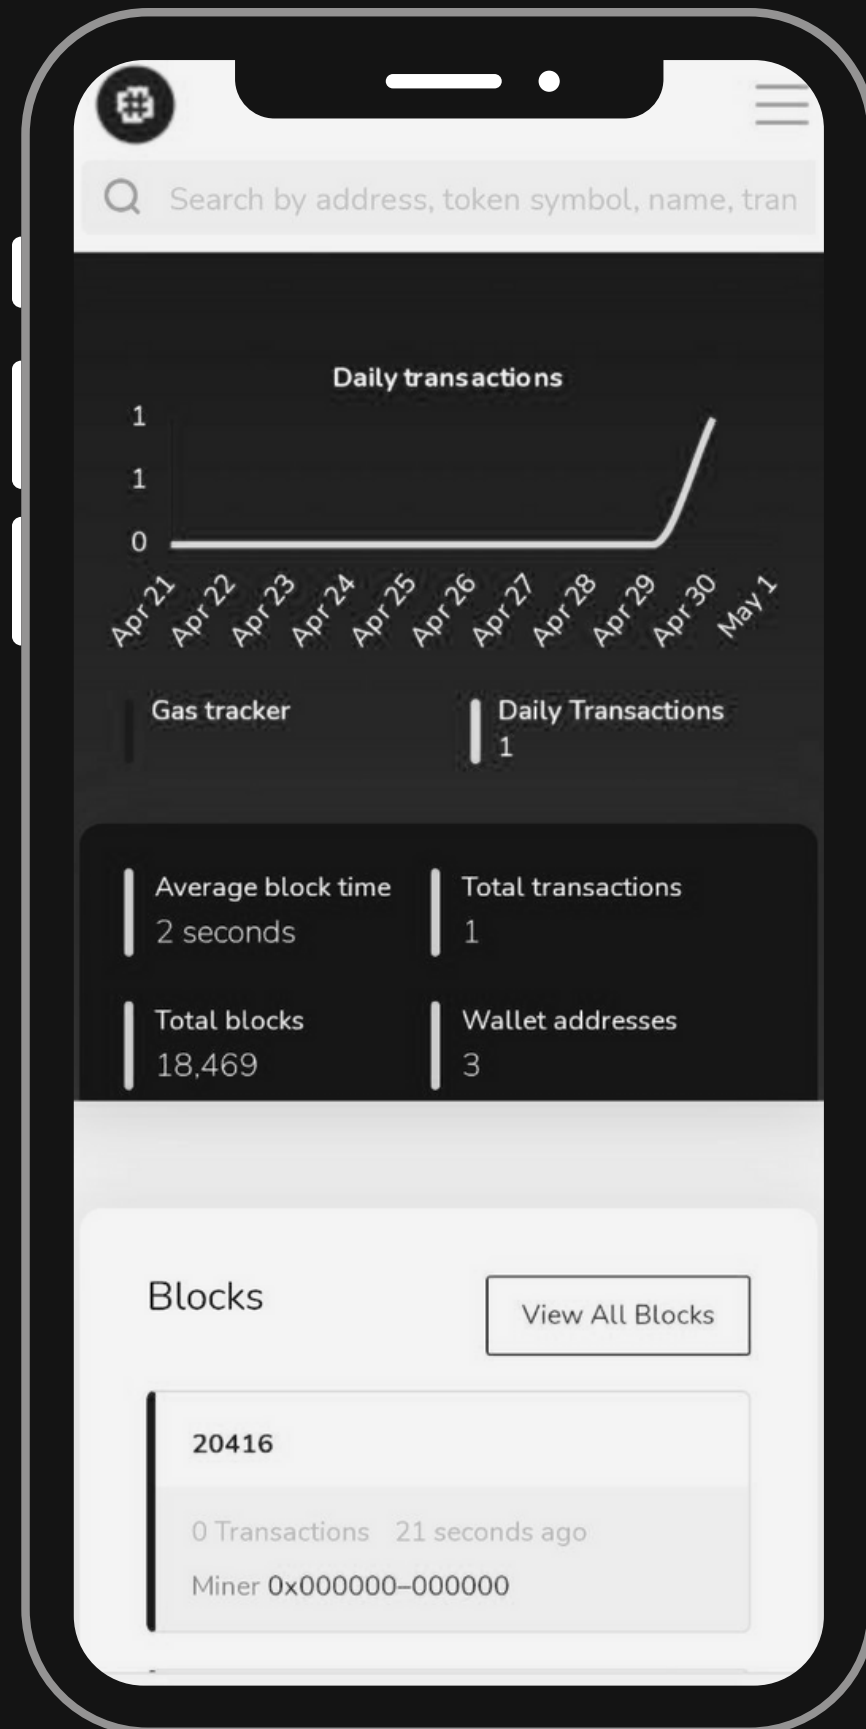 Search by address, token symbol, name, tran
Daily transactions
1
1
0
Apr 21 Apr 22 Apr 23 Apr 24 Apr 25 Apr 26 Apr 27 Apr 28 Apr 29 Apr 30 May 1
Gas tracker
Daily Transactions
1
Average block time
2 seconds
Total transactions
1
Total blocks
18,469
Wallet addresses
3
Blocks
View All Blocks
20416
0 Transactions 21 seconds ago
Miner 0x000000–000000